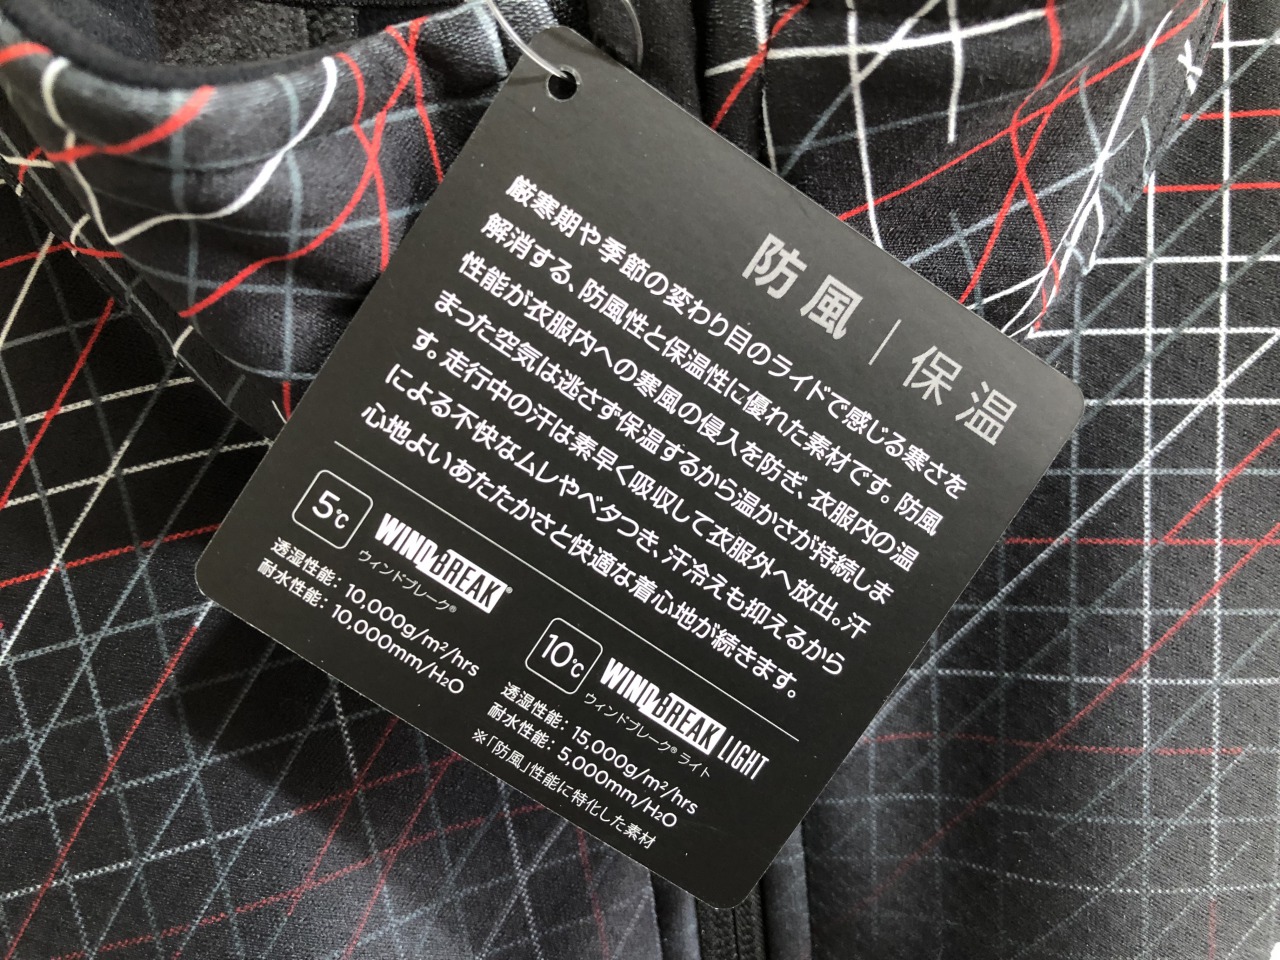 防風｜保温
厳寒期や季節の変わり目のライドで感じる寒さを
解消する、防風性と保温性に優れた素材です。防風
性能が衣服内への寒風の侵入を防ぎ、衣服内の温
まった空気は逃さず保温するから温かさが持続しま
す。走行中の汗は素早く吸収して衣服外へ放出。汗
による不快なムレやベタつき、汗冷えも抑えるから
心地よいあたたかさと快適な着心地が続きます。
5℃ WIND BREAK®
ウィンドブレーク®
透湿性能：10,000g/m²/hrs
耐水性能：10,000mm/H₂O
10℃ WIND BREAK LIGHT
ウィンドブレーク® ライト
透湿性能：15,000g/m²/hrs
耐水性能：5,000mm/H₂O
※「防風」性能に特化した素材